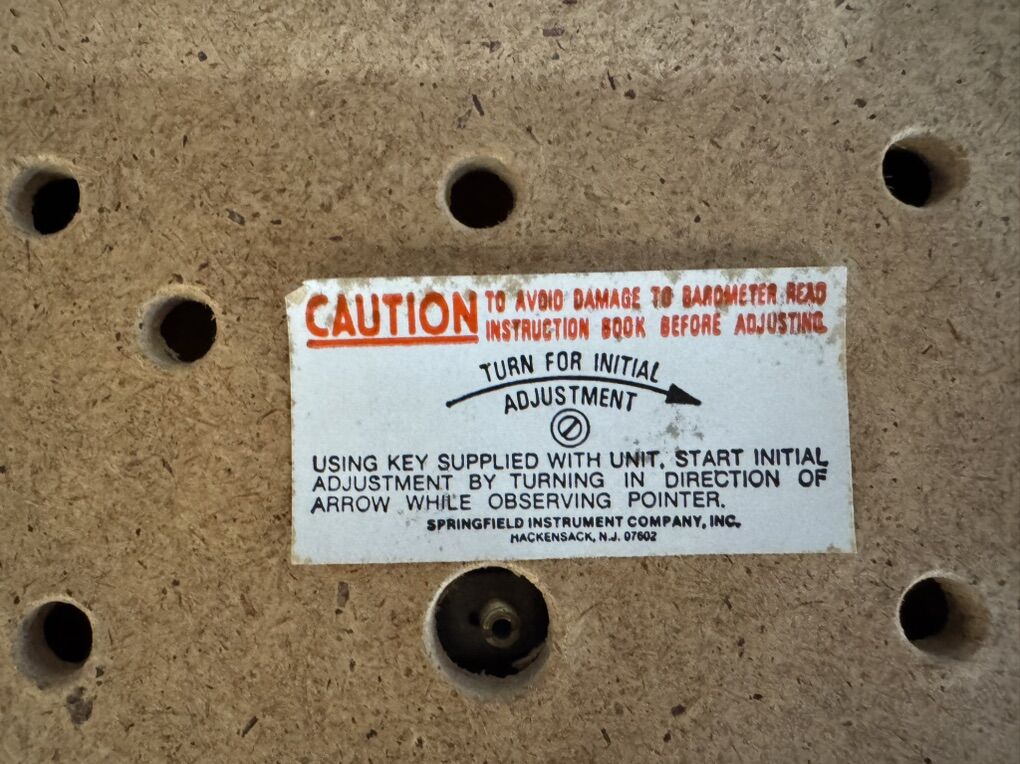 CAUTION TO AVOID DAMAGE TO BAROMETER READ
INSTRUCTION BOOK BEFORE ADJUSTING.
TURN FOR INITIAL
ADJUSTMENT
USING KEY SUPPLIED WITH UNIT, START INITIAL
ADJUSTMENT BY TURNING IN DIRECTION OF
ARROW WHILE OBSERVING POINTER.
SPRINGFIELD INSTRUMENT COMPANY, INC.
HACKENSACK, N.J. 07602